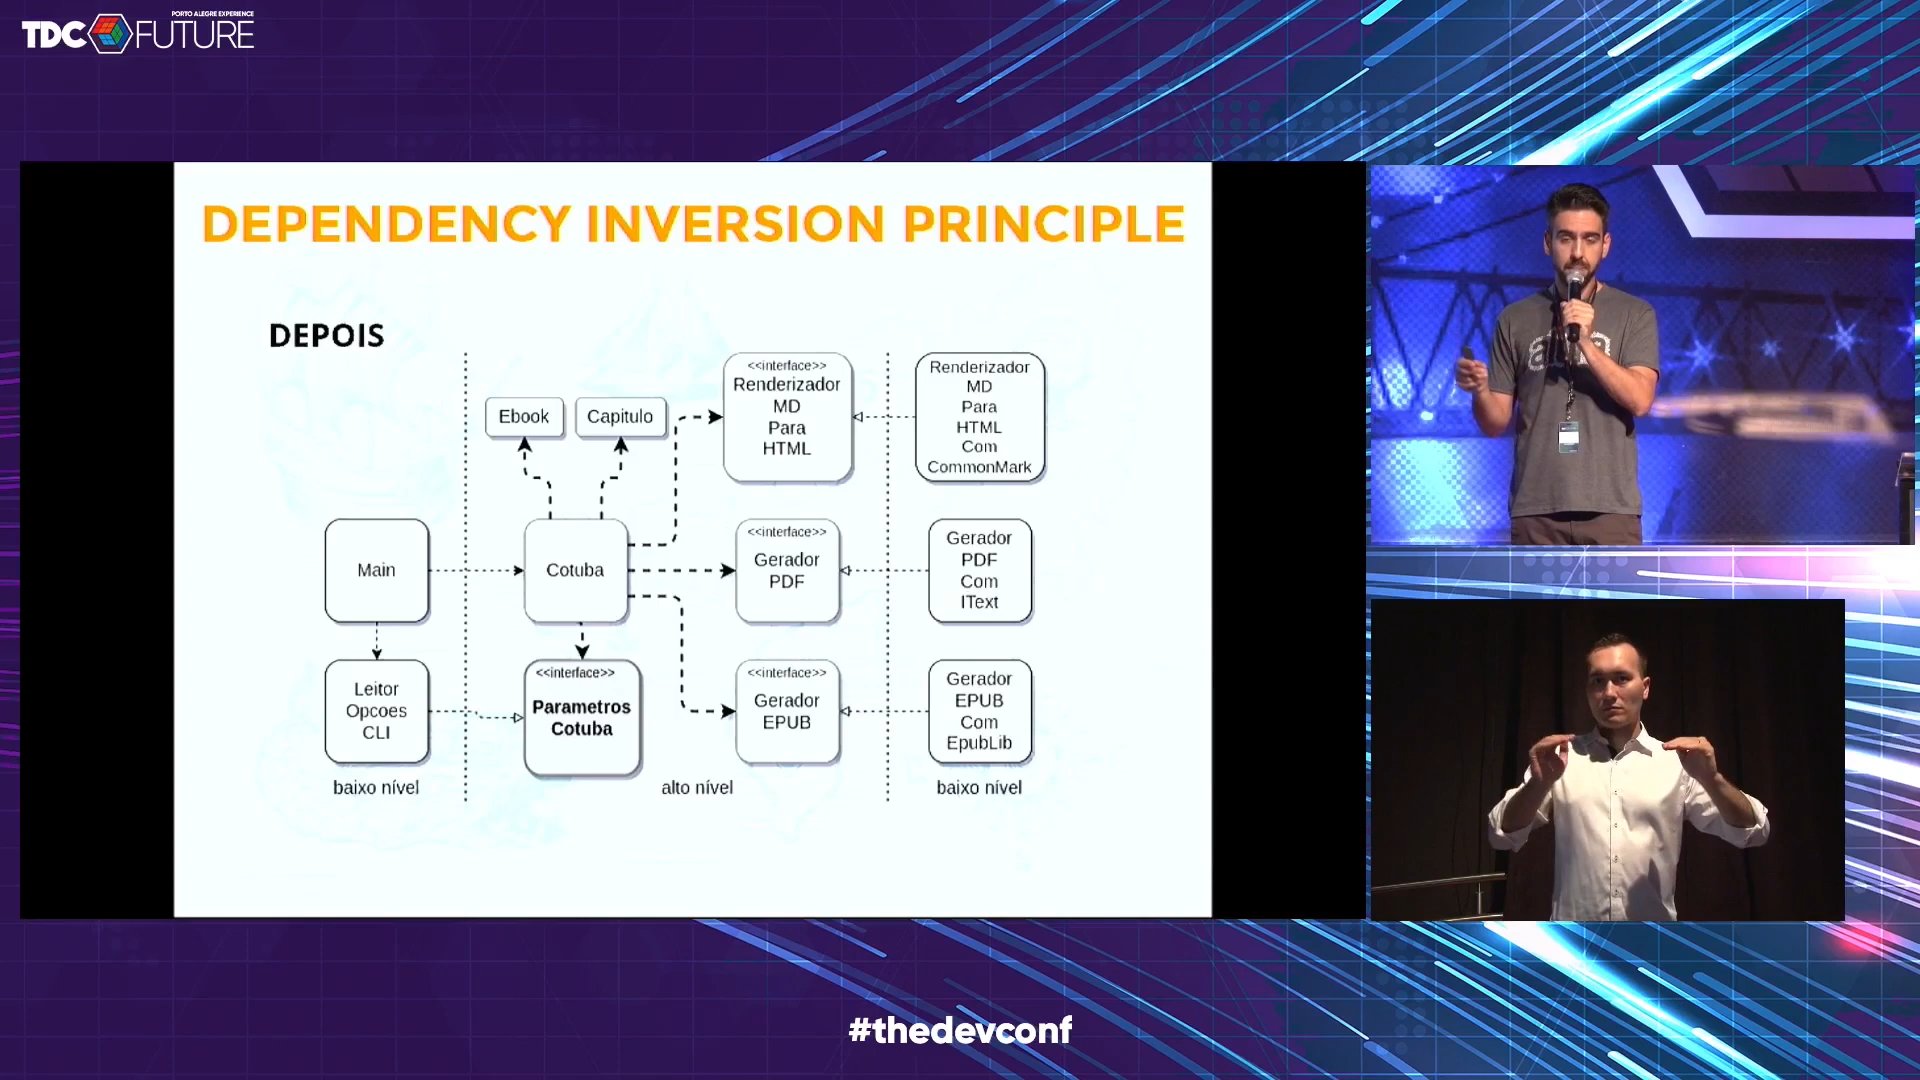 PORTO ALEGRE EXPERIENCE
TDC FUTURE
DEPENDENCY INVERSION PRINCIPLE
DEPOIS
Ebook
Capitulo
<<interface>>
Renderizador
MD
Para
HTML
Renderizador
MD
Para
HTML
Com
CommonMark
Main
Cotuba
<<interface>>
Gerador
PDF
Gerador
PDF
Com
IText
Leitor
Opcoes
CLI
<<interface>>
Parametros
Cotuba
<<interface>>
Gerador
EPUB
Gerador
EPUB
Com
EpubLib
baixo nível
alto nível
baixo nível
#thedevconf